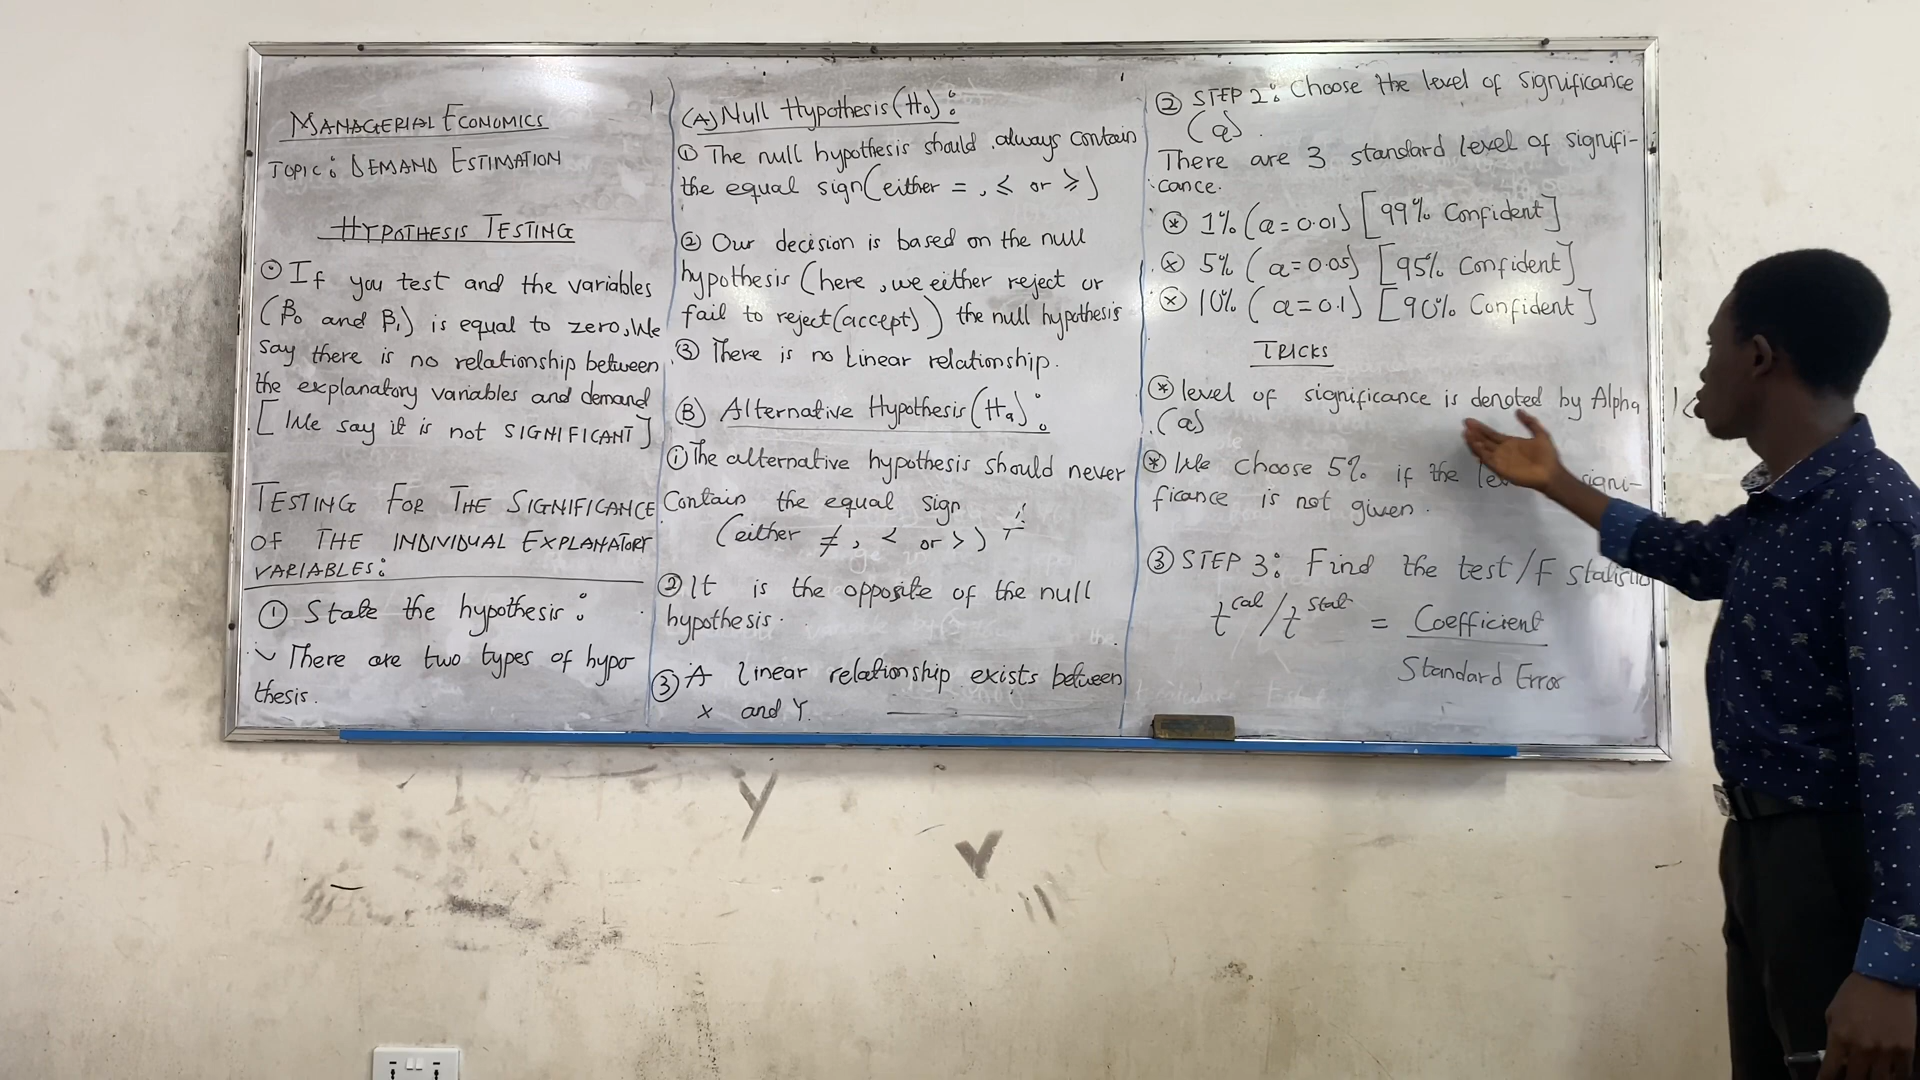 MANAGERIAL ECONOMICS
TOPIC: DEMAND ESTIMATION
HYPOTHESIS TESTING
If you test and the variables
(β₀ and β₁) is equal to zero, We
say there is no relationship between
the explanatory variables and demand
[We say it is not SIGNIFICANT]
TESTING FOR THE SIGNIFICANCE
OF THE INDIVIDUAL EXPLANATORY
VARIABLES:
① State the hypothesis:
There are two types of hypo
thesis.
(A) Null Hypothesis (H₀):
① The null hypothesis should always contain
the equal sign (either =, ≤ or ≥)
② Our decision is based on the null
hypothesis (here, we either reject or
fail to reject (accept)) the null hypothesis
③ There is no Linear relationship.
(B) Alternative Hypothesis (Hₐ):
① The alternative hypothesis should never
Contain the equal sign
(either ≠, < or >)
② It is the opposite of the null
hypothesis.
③ A linear relationship exists between
X and Y.
② STEP 2: Choose the level of significance
(α).
There are 3 standard level of signifi-
cance.
* 1% (α = 0.01) [99% Confident]
* 5% (α = 0.05) [95% Confident]
* 10% (α = 0.1) [90% Confident]
TRICKS
* level of significance is denoted by Alpha
(α)
* We choose 5% if the signi-
ficance is not given.
③ STEP 3: Find the test/F
t^cal / t^stat = Coefficient
Standard Error